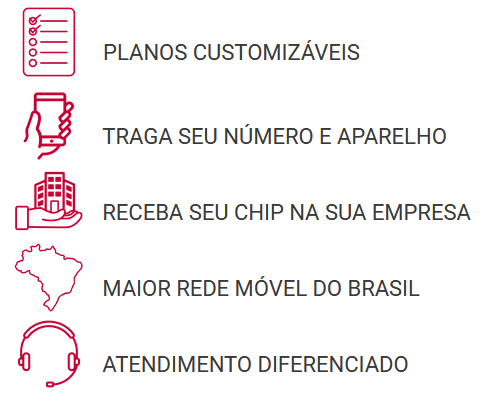 PLANOS CUSTOMIZÁVEIS
TRAGA SEU NÚMERO E APARELHO
RECEBA SEU CHIP NA SUA EMPRESA
MAIOR REDE MÓVEL DO BRASIL
ATENDIMENTO DIFERENCIADO